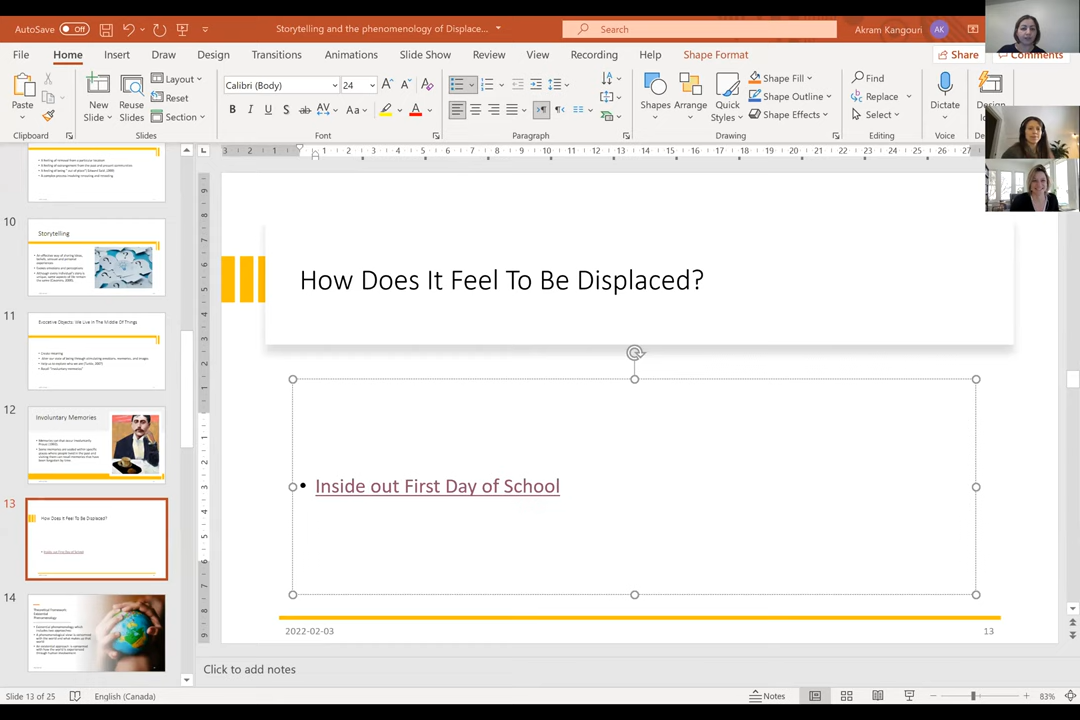 AutoSave Off
Storytelling and the phenomenology of Displace...
Search
Akram Kangouri AK
File Home Insert Draw Design Transitions Animations Slide Show Review View Recording Help Shape Format
Share Comments
Paste
Clipboard
New Slide
Reuse Slides
Layout
Reset
Section
Slides
Calibri (Body) 24
Font
Paragraph
Shapes
Arrange
Quick Styles
Shape Fill
Shape Outline
Shape Effects
Drawing
Find
Replace
Select
Editing
Dictate
Voice
10
Storytelling
11
Evocative Objects: We Live In The Middle Of Things
12
Involuntary Memories
13
How Does It Feel To Be Displaced?
Inside out First Day of School
14
How Does It Feel To Be Displaced?
• Inside out First Day of School
2022-02-03
13
Click to add notes
Slide 13 of 25
English (Canada)
Notes
83%